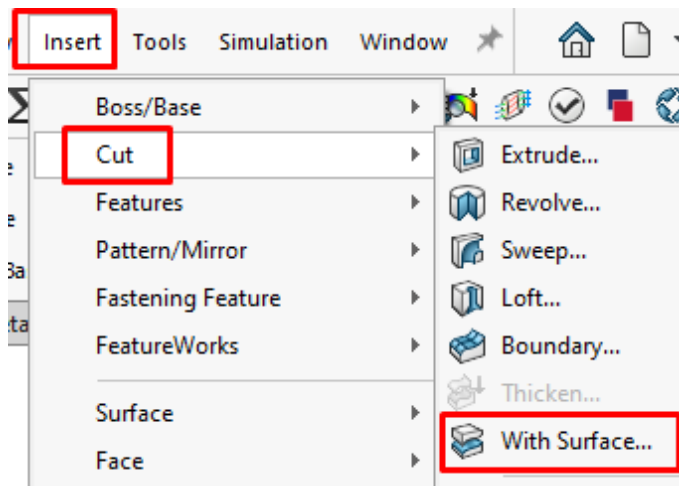 Insert Tools Simulation Window
Boss/Base
Cut
Features
Pattern/Mirror
Fastening Feature
FeatureWorks
Surface
Face
Extrude...
Revolve...
Sweep...
Loft...
Boundary...
Thicken...
With Surface...